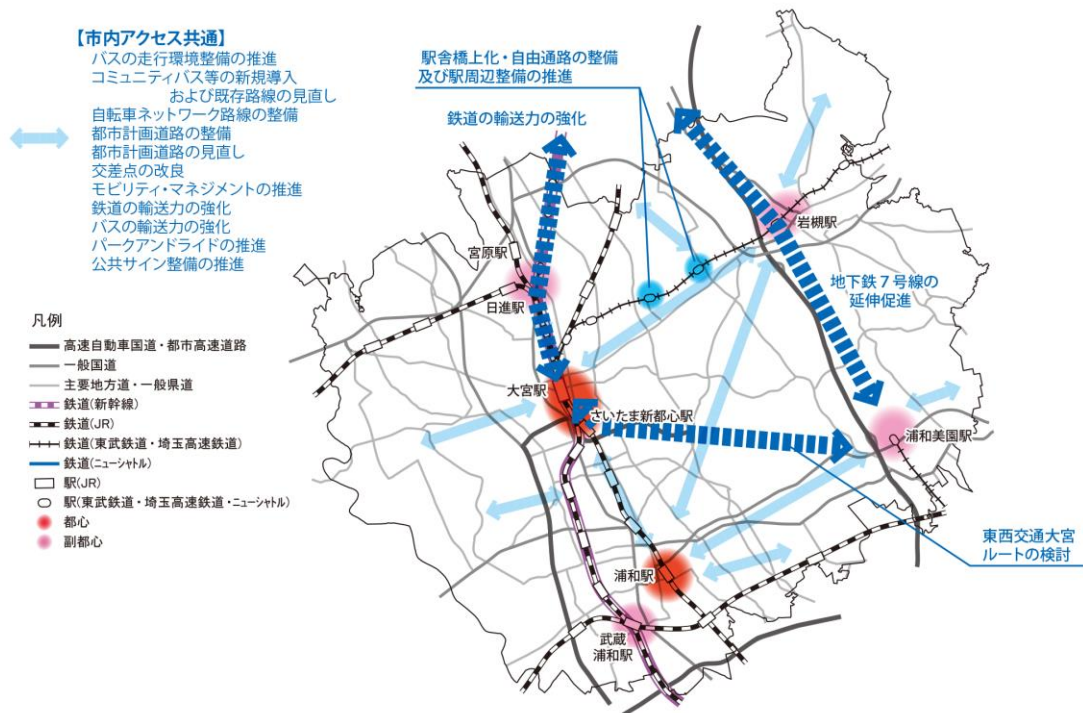 【市内アクセス共通】
バスの走行環境整備の推進
コミュニティバス等の新規導入
および既存路線の見直し
自転車ネットワーク路線の整備
都市計画道路の整備
都市計画道路の見直し
交差点の改良
モビリティ・マネジメントの推進
鉄道の輸送力の強化
バスの輸送力の強化
パークアンドライドの推進
公共サイン整備の推進
駅舎橋上化・自由通路の整備
及び駅周辺整備の推進
鉄道の輸送力の強化
岩槻駅
宮原駅
日進駅
地下鉄７号線の
延伸促進
大宮駅
さいたま新都心駅
浦和美園駅
東西交通大宮
ルートの検討
浦和駅
武蔵
浦和駅
凡例
高速自動車国道・都市高速道路
一般国道
主要地方道・一般県道
鉄道(新幹線)
鉄道(JR)
鉄道(東武鉄道・埼玉高速鉄道)
鉄道(ニューシャトル)
駅(JR)
駅(東武鉄道・埼玉高速鉄道・ニューシャトル)
都心
副都心